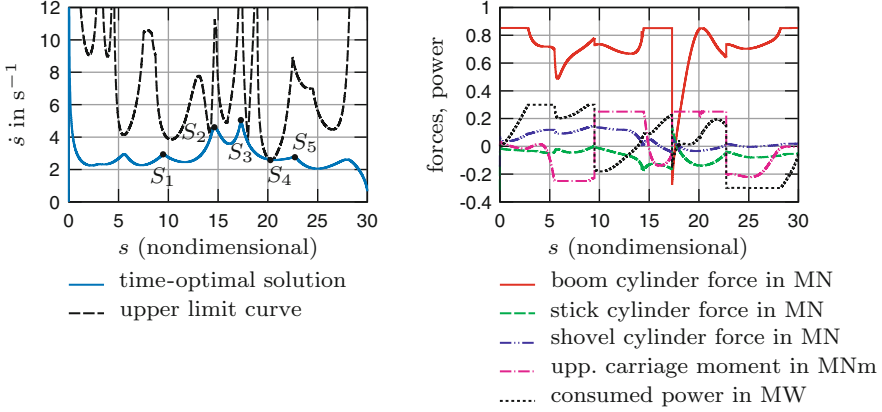 12
10
8
6
4
2
0
ṡ in s⁻¹
S₁
S₂
S₃
S₄
S₅
0 5 10 15 20 25 30
s (nondimensional)
time-optimal solution
upper limit curve
1
0.8
0.6
0.4
0.2
0
-0.2
-0.4
forces, power
0 5 10 15 20 25 30
s (nondimensional)
boom cylinder force in MN
stick cylinder force in MN
shovel cylinder force in MN
upp. carriage moment in MNm
consumed power in MW